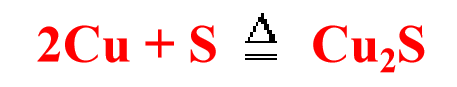 2Cu + S ≜ Cu₂S